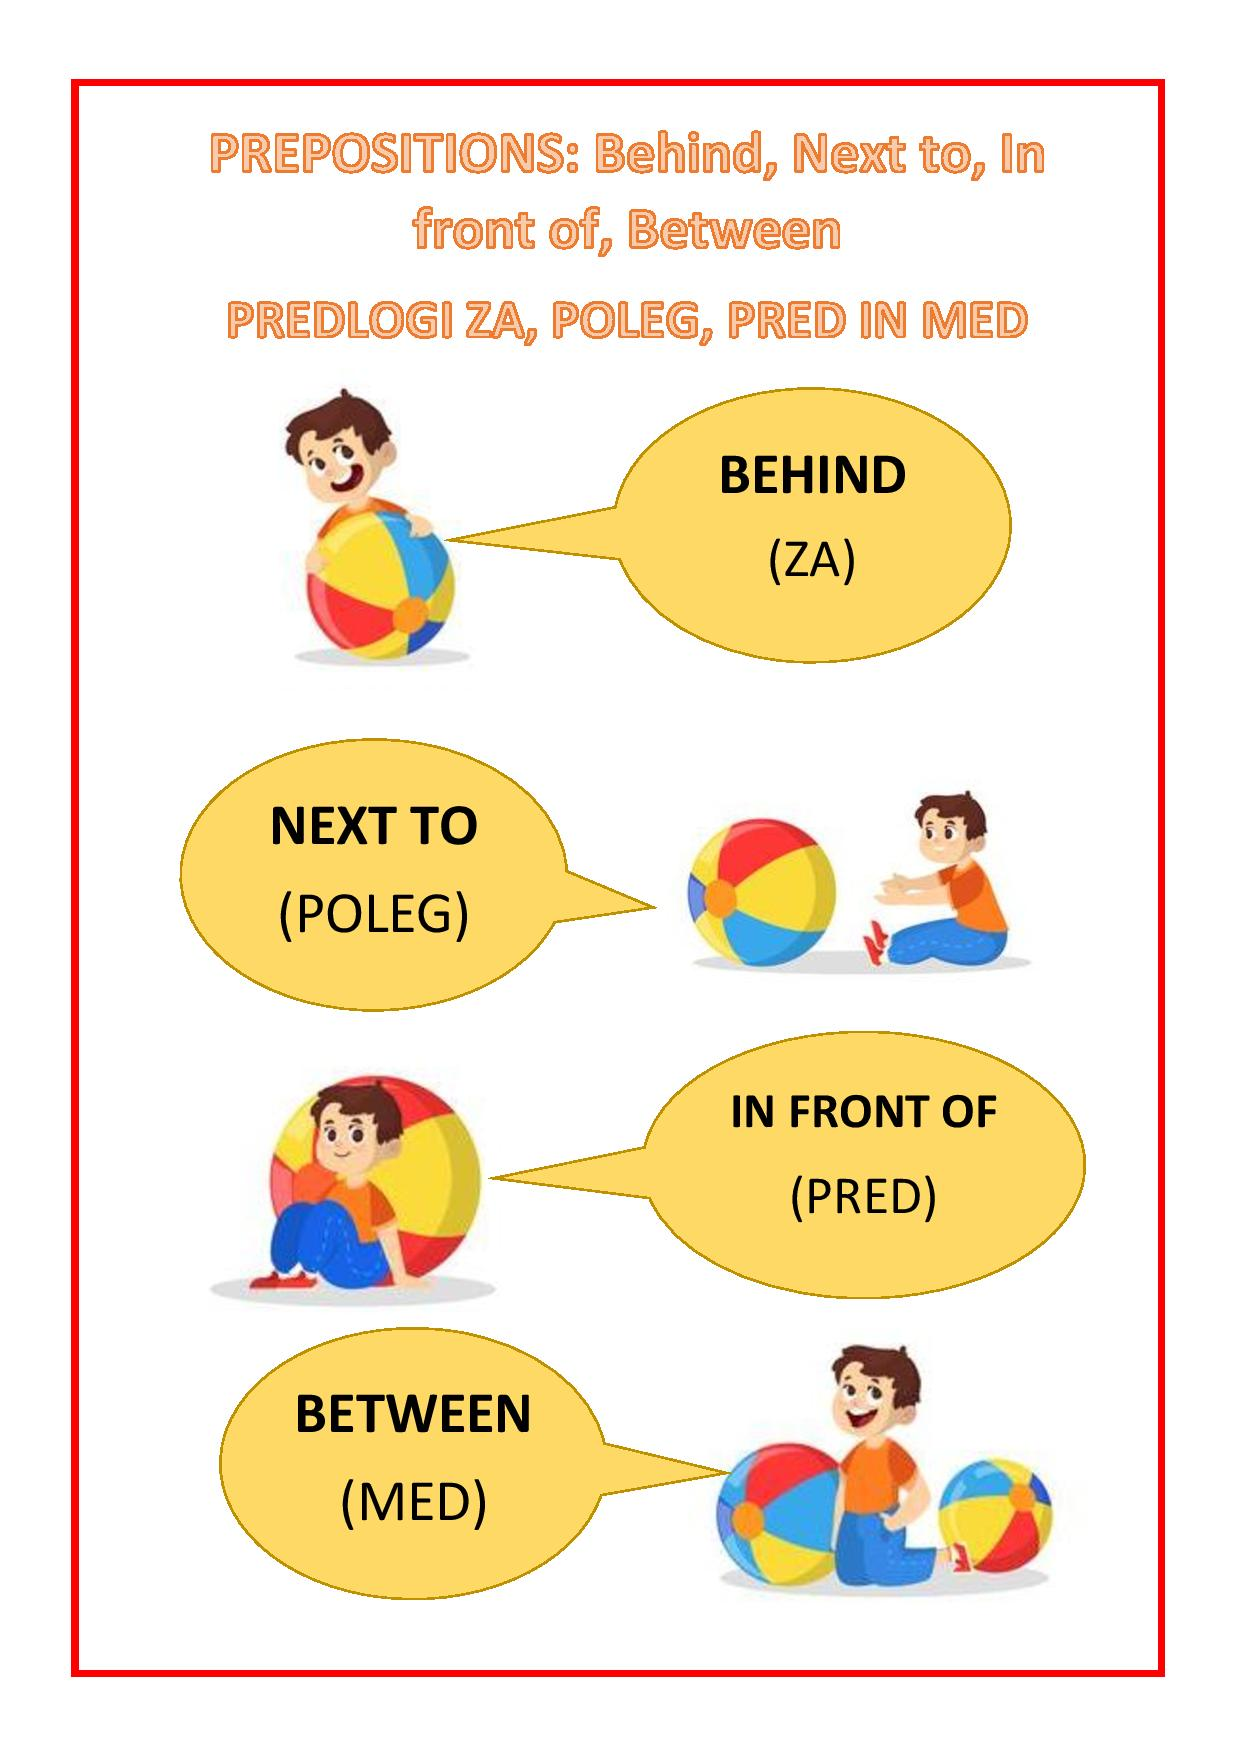 PREPOSITIONS: Behind, Next to, In
front of, Between
PREDLOGI ZA, POLEG, PRED IN MED
BEHIND
(ZA)
NEXT TO
(POLEG)
IN FRONT OF
(PRED)
BETWEEN
(MED)